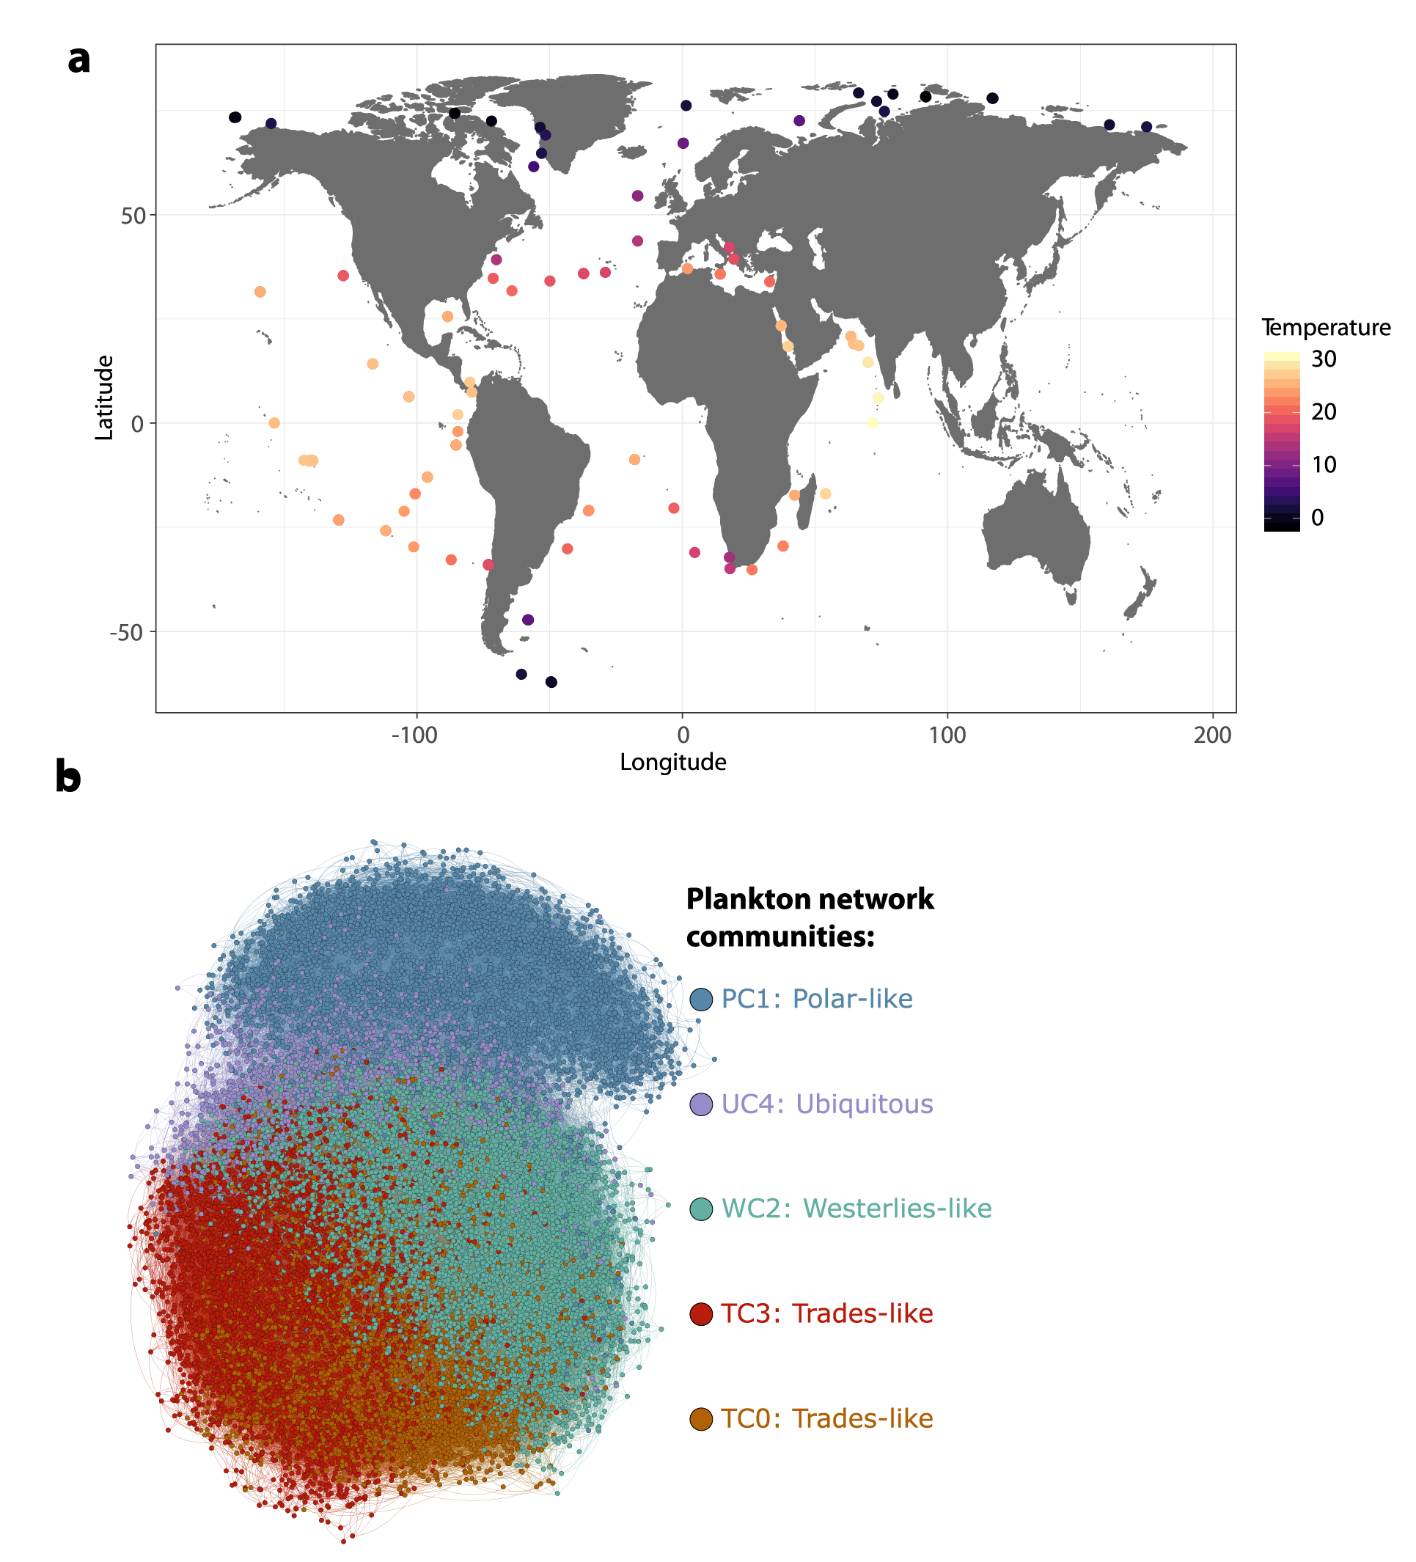 a
50
0
-50
Latitude
-100
0
100
200
Longitude
Temperature
30
20
10
0
b
Plankton network
communities:
PC1: Polar-like
UC4: Ubiquitous
WC2: Westerlies-like
TC3: Trades-like
TC0: Trades-like